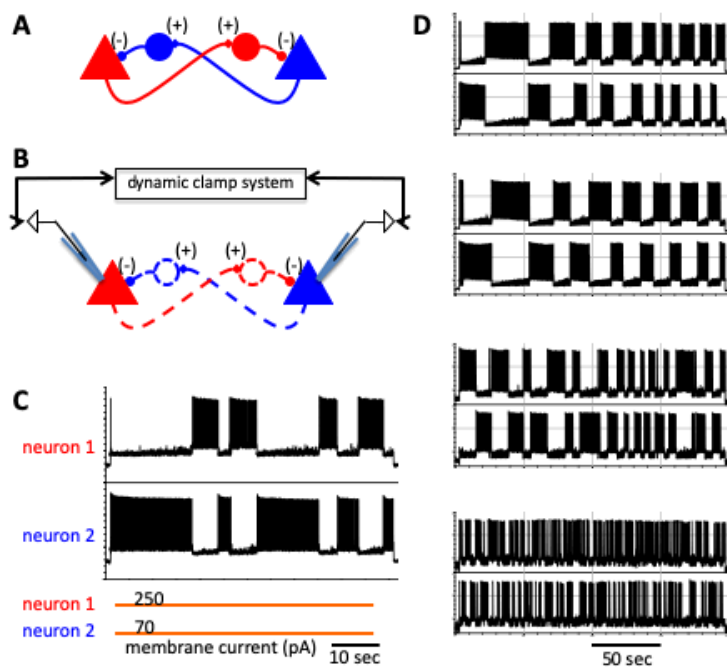 A
(-) (+) (+) (-)
B
dynamic clamp system
(-) (+) (+) (-)
C
neuron 1
neuron 2
neuron 1 250
neuron 2 70
membrane current (pA) 10 sec
D
50 sec